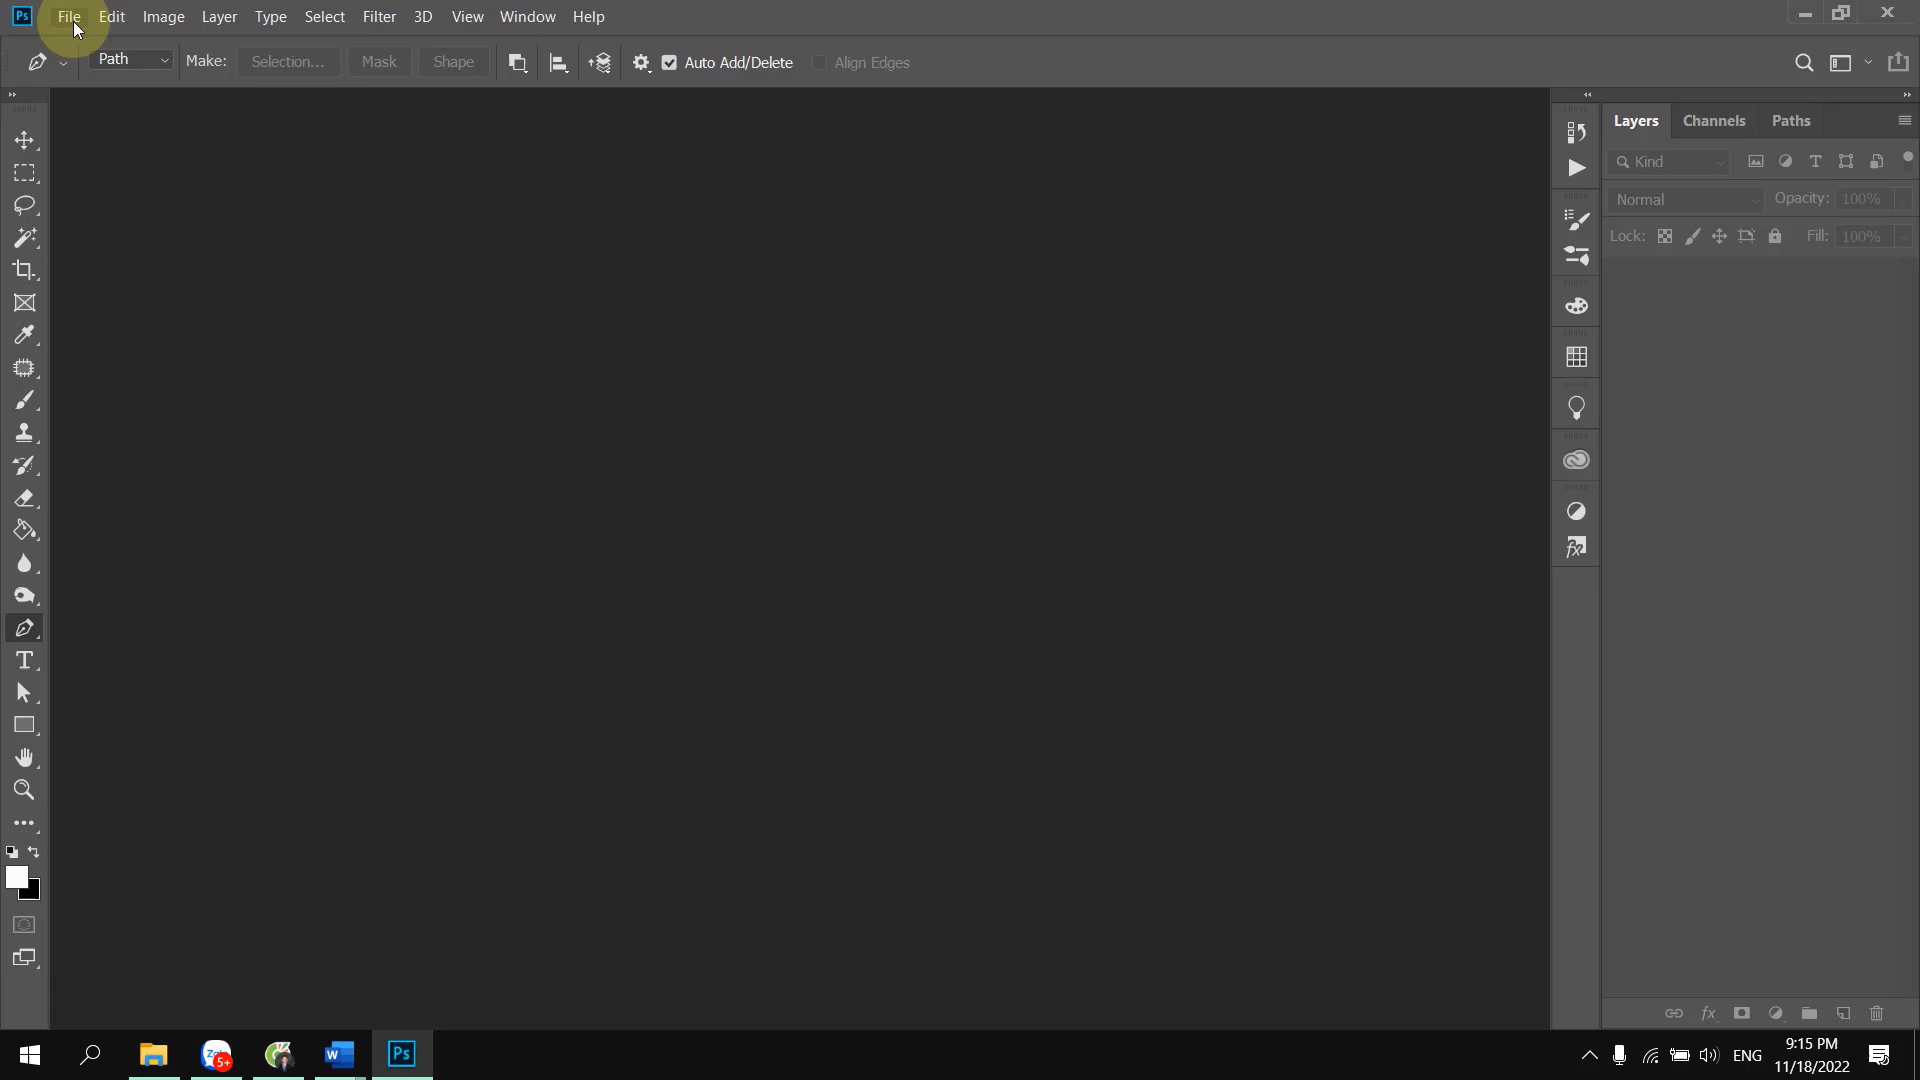 Ps File Edit Image Layer Type Select Filter 3D View Window Help
Path Make: Selection... Mask Shape Auto Add/Delete Align Edges
Layers Channels Paths
Kind
Normal Opacity: 100%
Lock: Fill: 100%
5+ W Ps ENG
9:15 PM
11/18/2022